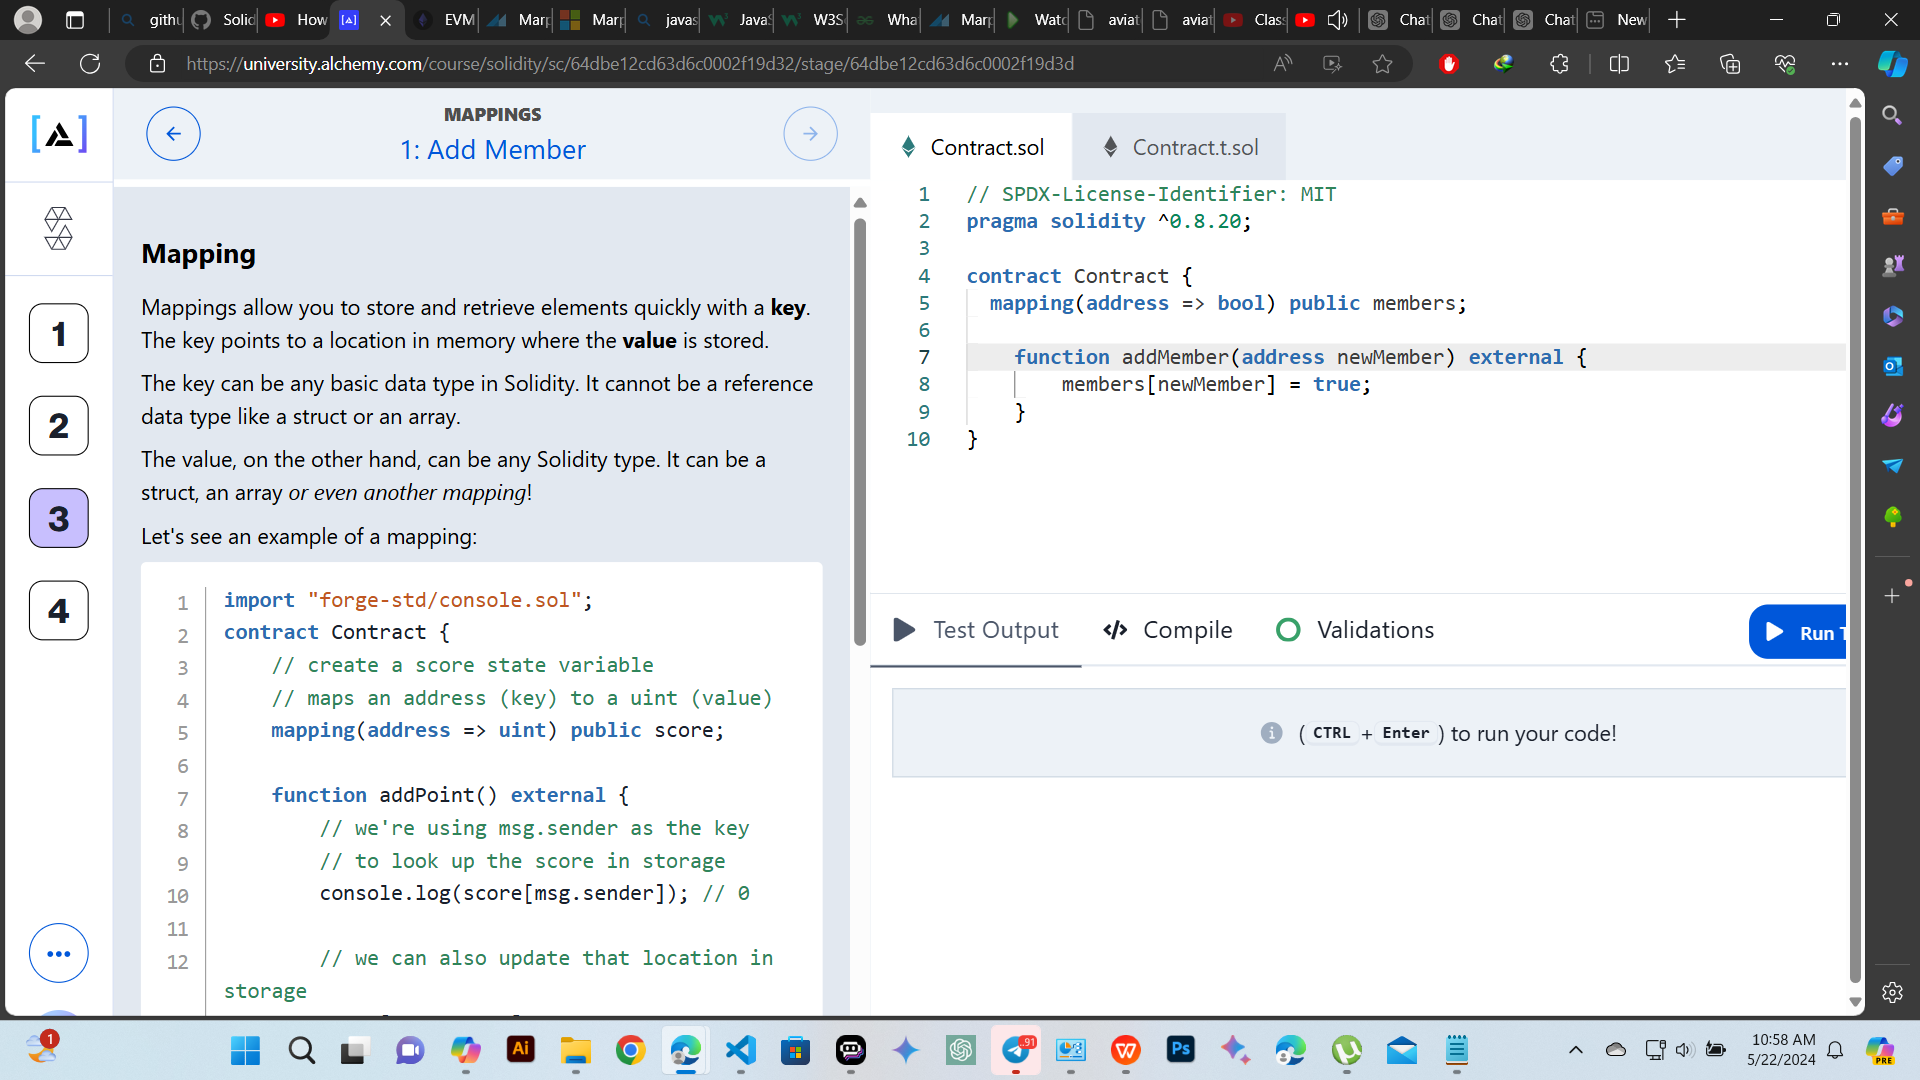 githu
Solid
How
EVM
Marp
Marp
javas
JavaS
W3Sc
Wha
Marp
Watc
aviat
aviat
Class
Chat
Chat
Chat
New
https://university.alchemy.com/course/solidity/sc/64dbe12cd63d6c0002f19d32/stage/64dbe12cd63d6c0002f19d3d
MAPPINGS
1: Add Member
1
2
3
4
Mapping
Mappings allow you to store and retrieve elements quickly with a key.
The key points to a location in memory where the value is stored.
The key can be any basic data type in Solidity. It cannot be a reference
data type like a struct or an array.
The value, on the other hand, can be any Solidity type. It can be a
struct, an array or even another mapping!
Let's see an example of a mapping:
1 import "forge-std/console.sol";
2 contract Contract {
3 // create a score state variable
4 // maps an address (key) to a uint (value)
5 mapping(address => uint) public score;
6
7 function addPoint() external {
8 // we're using msg.sender as the key
9 // to look up the score in storage
10 console.log(score[msg.sender]); // 0
11
12 // we can also update that location in
storage
Contract.sol
Contract.t.sol
1 // SPDX-License-Identifier: MIT
2 pragma solidity ^0.8.20;
3
4 contract Contract {
5 mapping(address => bool) public members;
6
7 function addMember(address newMember) external {
8 members[newMember] = true;
9 }
10 }
Test Output
Compile
Validations
Run T
( CTRL + Enter ) to run your code!
1
Ai
91
Ps
10:58 AM
5/22/2024
PRE